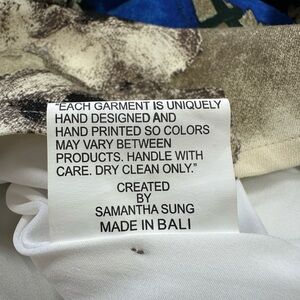 "EACH GARMENT IS UNIQUELY
HAND DESIGNED AND
HAND PRINTED SO COLORS
MAY VARY BETWEEN
PRODUCTS. HANDLE WITH
CARE. DRY CLEAN ONLY."
CREATED
BY
SAMANTHA SUNG
MADE IN BALI